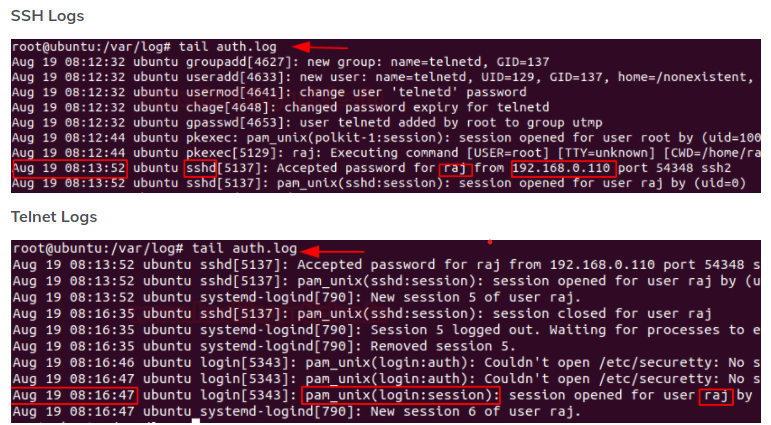 SSH Logs
root@ubuntu:/var/log# tail auth.log
Aug 19 08:12:32 ubuntu groupadd[4627]: new group: name=telnetd, GID=137
Aug 19 08:12:32 ubuntu useradd[4633]: new user: name=telnetd, UID=129, GID=137, home=/nonexistent,
Aug 19 08:12:32 ubuntu usermod[4641]: change user 'telnetd' password
Aug 19 08:12:32 ubuntu chage[4648]: changed password expiry for telnetd
Aug 19 08:12:32 ubuntu gpasswd[4653]: user telnetd added by root to group utmp
Aug 19 08:12:44 ubuntu pkexec: pam_unix(polkit-1:session): session opened for user root by (uid=100
Aug 19 08:12:44 ubuntu pkexec[5129]: raj: Executing command [USER=root] [TTY=unknown] [CWD=/home/ra
Aug 19 08:13:52 ubuntu sshd[5137]: Accepted password for raj from 192.168.0.110 port 54348 ssh2
Aug 19 08:13:52 ubuntu sshd[5137]: pam_unix(sshd:session): session opened for user raj by (uid=0)
Telnet Logs
root@ubuntu:/var/log# tail auth.log
Aug 19 08:13:52 ubuntu sshd[5137]: Accepted password for raj from 192.168.0.110 port 54348 s
Aug 19 08:13:52 ubuntu sshd[5137]: pam_unix(sshd:session): session opened for user raj by (u
Aug 19 08:13:52 ubuntu systemd-logind[790]: New session 5 of user raj.
Aug 19 08:16:35 ubuntu sshd[5137]: pam_unix(sshd:session): session closed for user raj
Aug 19 08:16:35 ubuntu systemd-logind[790]: Session 5 logged out. Waiting for processes to e
Aug 19 08:16:35 ubuntu systemd-logind[790]: Removed session 5.
Aug 19 08:16:46 ubuntu login[5343]: pam_unix(login:auth): Couldn't open /etc/securetty: No s
Aug 19 08:16:47 ubuntu login[5343]: pam_unix(login:auth): Couldn't open /etc/securetty: No s
Aug 19 08:16:47 ubuntu login[5343]: pam_unix(login:session): session opened for user raj by
Aug 19 08:16:47 ubuntu systemd-logind[790]: New session 6 of user raj.